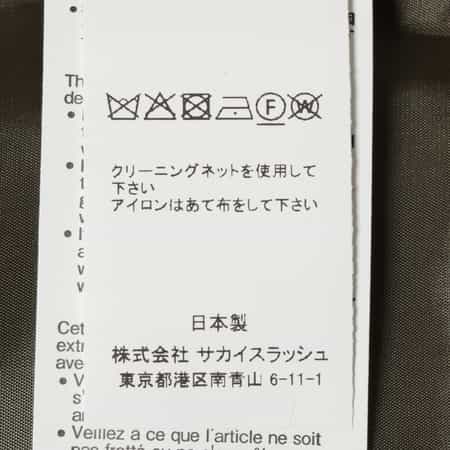 Th
de
クリーニングネットを使用して
下さい
アイロンはあて布をして下さい
日本製
株式会社 サカイスラッシュ
東京都港区南青山 6-11-1
Cet
extr
ave
• V
s'
a
• Veillez à ce que l'article ne soit